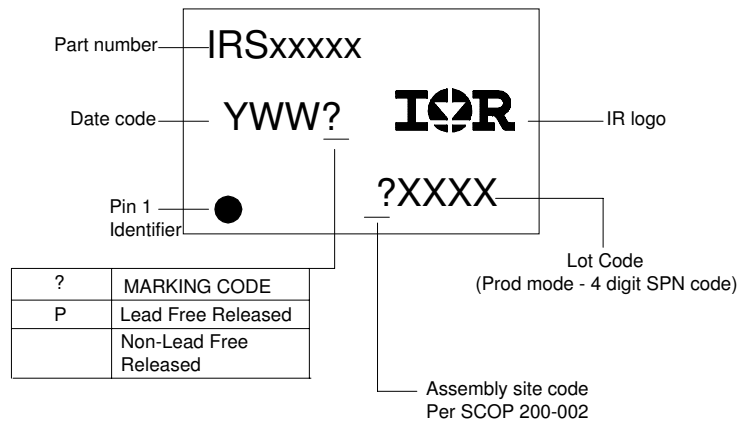 Part number
IRSxxxxx
Date code
YWW?
IOR
IR logo
?XXXX
Pin 1
Identifier
Lot Code
(Prod mode - 4 digit SPN code)
? MARKING CODE
P Lead Free Released
Non-Lead Free
Released
Assembly site code
Per SCOP 200-002